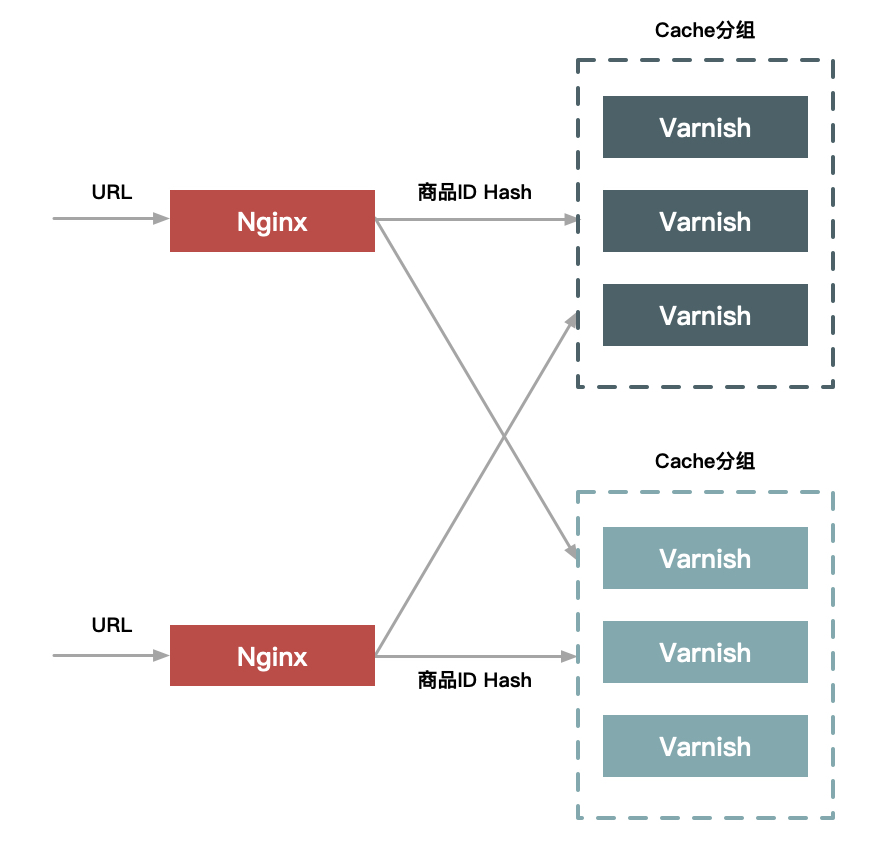 Cache分组
Varnish
URL
商品ID Hash
Nginx
Varnish
Varnish
Cache分组
Varnish
URL
Nginx
Varnish
商品ID Hash
Varnish